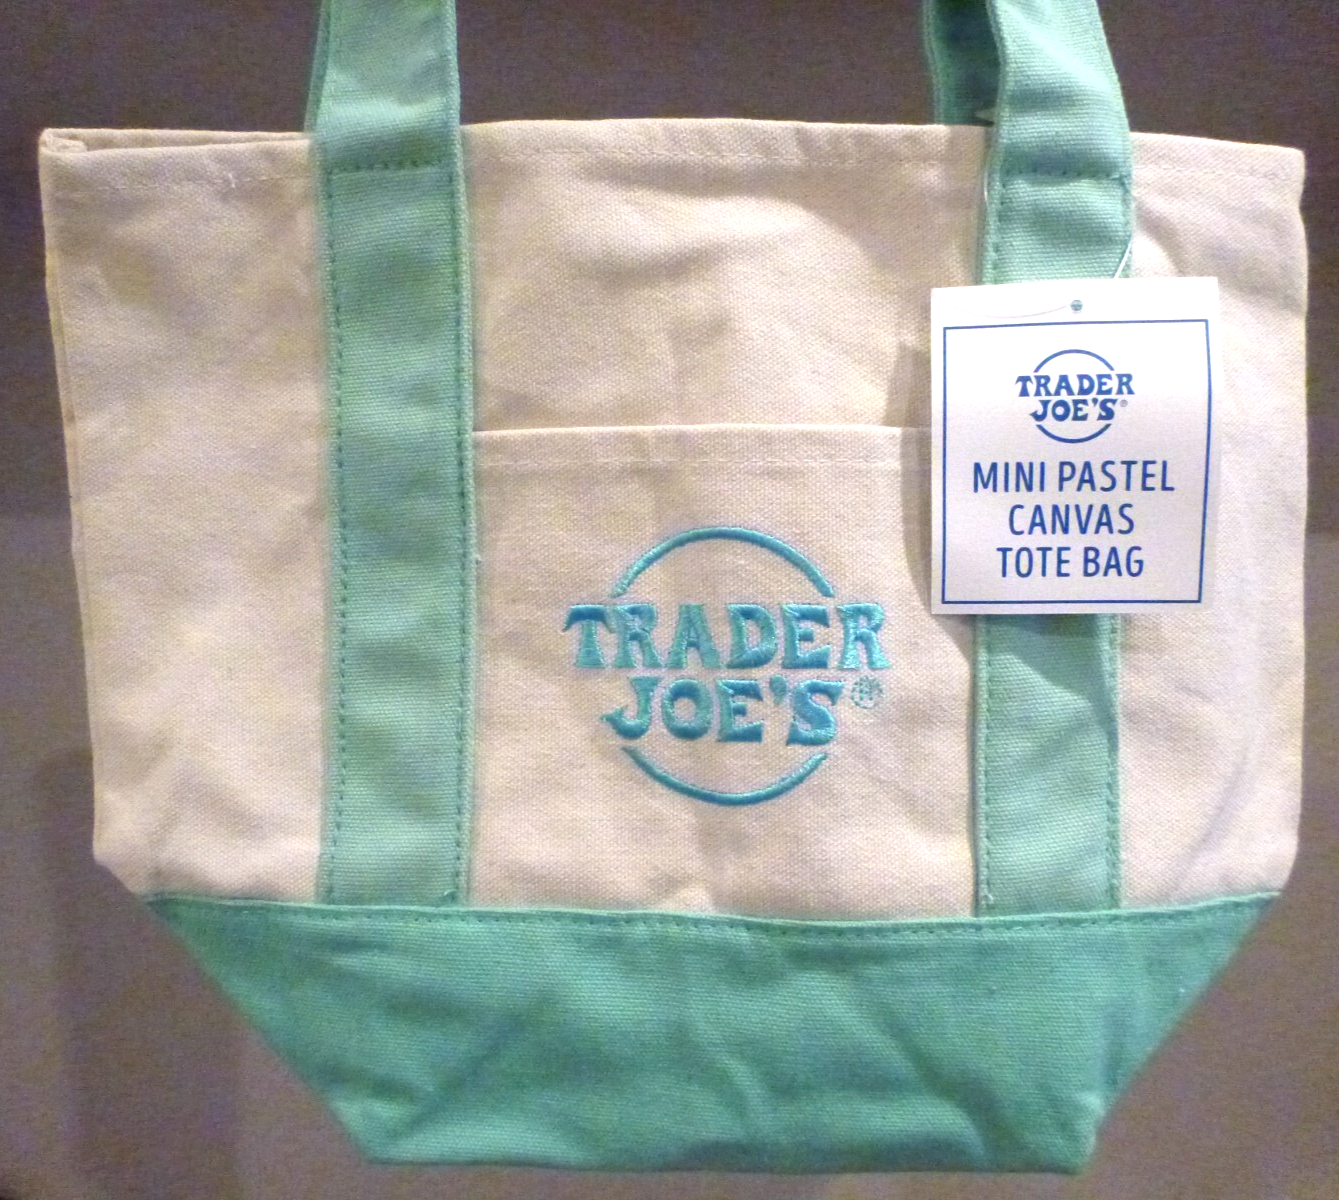 TRADER
JOE'S®
MINI PASTEL
CANVAS
TOTE BAG
TRADER
JOE'S®